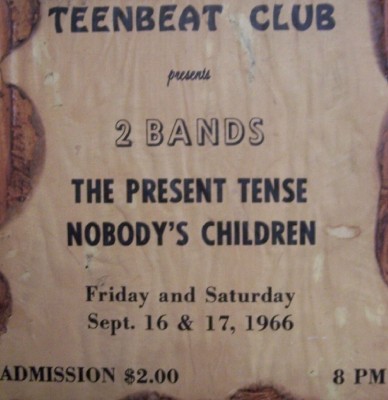 TEENBEAT CLUB
presents
2 BANDS
THE PRESENT TENSE
NOBODY'S CHILDREN
Friday and Saturday
Sept. 16 & 17, 1966
ADMISSION $2.00 8 PM